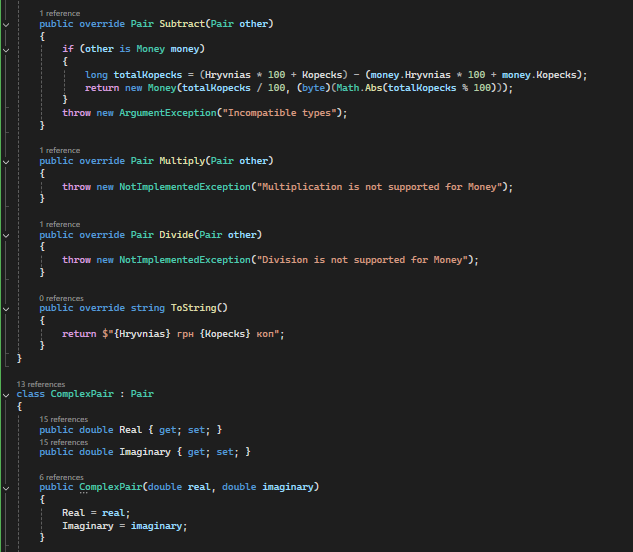 1 reference
public override Pair Subtract(Pair other)
{
if (other is Money money)
{
long totalKopecks = (Hryvnias * 100 + Kopecks) - (money.Hryvnias * 100 + money.Kopecks);
return new Money(totalKopecks / 100, (byte)(Math.Abs(totalKopecks % 100)));
}
throw new ArgumentException("Incompatible types");
}
1 reference
public override Pair Multiply(Pair other)
{
throw new NotImplementedException("Multiplication is not supported for Money");
}
1 reference
public override Pair Divide(Pair other)
{
throw new NotImplementedException("Division is not supported for Money");
}
0 references
public override string ToString()
{
return $"{Hryvnias} грн {Kopecks} коп";
}
}
13 references
class ComplexPair : Pair
{
15 references
public double Real { get; set; }
15 references
public double Imaginary { get; set; }
6 references
public ComplexPair(double real, double imaginary)
{
Real = real;
Imaginary = imaginary;
}